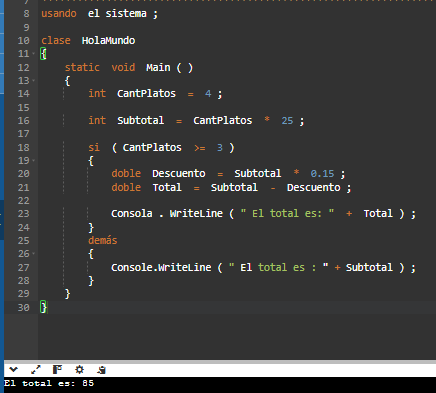 7
8 usando el sistema ;
9
10 clase HolaMundo
11 {
12 static void Main ( )
13 {
14 int CantPlatos = 4 ;
15
16 int Subtotal = CantPlatos * 25 ;
17
18 si ( CantPlatos >= 3 )
19 {
20 doble Descuento = Subtotal * 0.15 ;
21 doble Total = Subtotal - Descuento ;
22
23 Consola . WriteLine ( " El total es: " + Total ) ;
24 }
25 demás
26 {
27 Console.WriteLine ( " El total es : " + Subtotal ) ;
28 }
29 }
30 }
El total es: 85